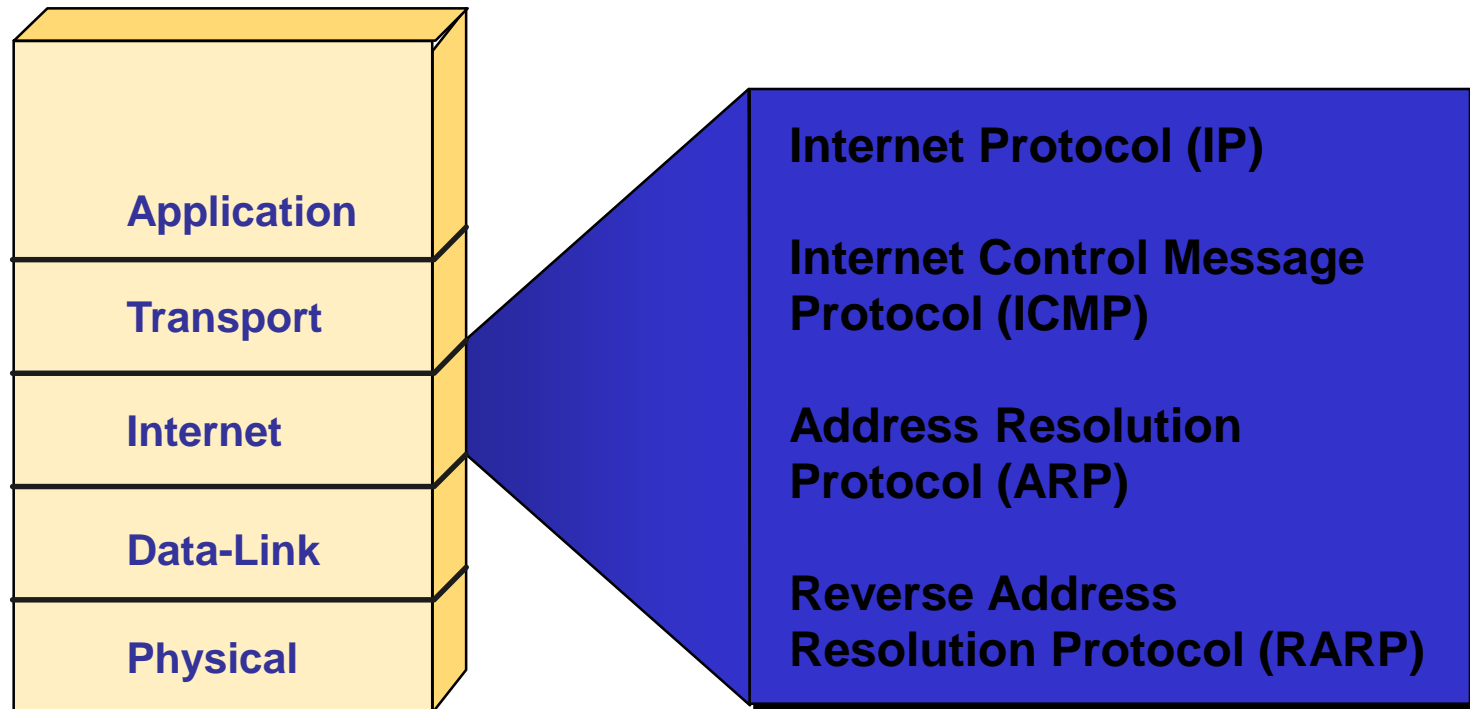 Application
Transport
Internet
Data-Link
Physical
Internet Protocol (IP)
Internet Control Message
Protocol (ICMP)
Address Resolution
Protocol (ARP)
Reverse Address
Resolution Protocol (RARP)